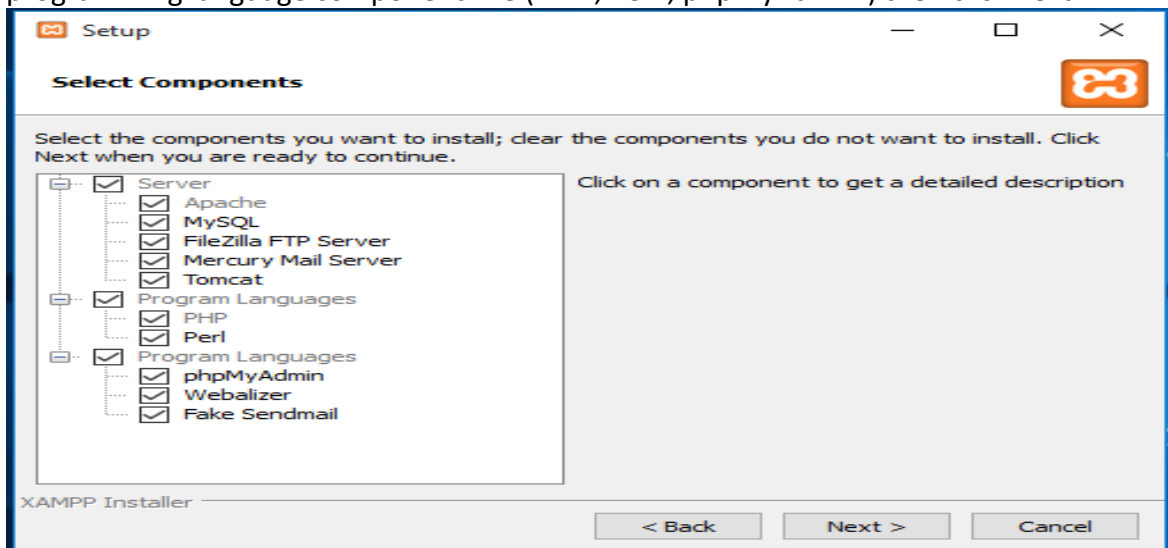 Setup
Select Components
Select the components you want to install; clear the components you do not want to install. Click
Next when you are ready to continue.
Server
Apache
MySQL
FileZilla FTP Server
Mercury Mail Server
Tomcat
Program Languages
PHP
Perl
Program Languages
phpMyAdmin
Webalizer
Fake Sendmail
Click on a component to get a detailed description
XAMPP Installer
< Back Next > Cancel